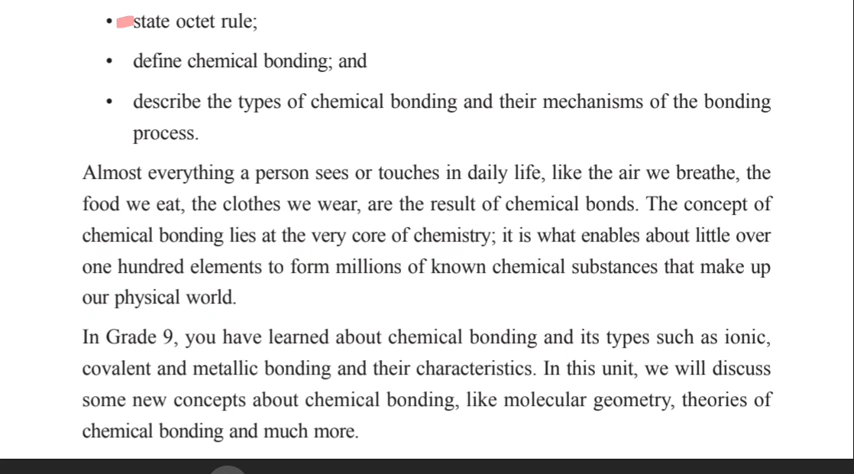 • state octet rule;
• define chemical bonding; and
• describe the types of chemical bonding and their mechanisms of the bonding
process.
Almost everything a person sees or touches in daily life, like the air we breathe, the
food we eat, the clothes we wear, are the result of chemical bonds. The concept of
chemical bonding lies at the very core of chemistry; it is what enables about little over
one hundred elements to form millions of known chemical substances that make up
our physical world.
In Grade 9, you have learned about chemical bonding and its types such as ionic,
covalent and metallic bonding and their characteristics. In this unit, we will discuss
some new concepts about chemical bonding, like molecular geometry, theories of
chemical bonding and much more.